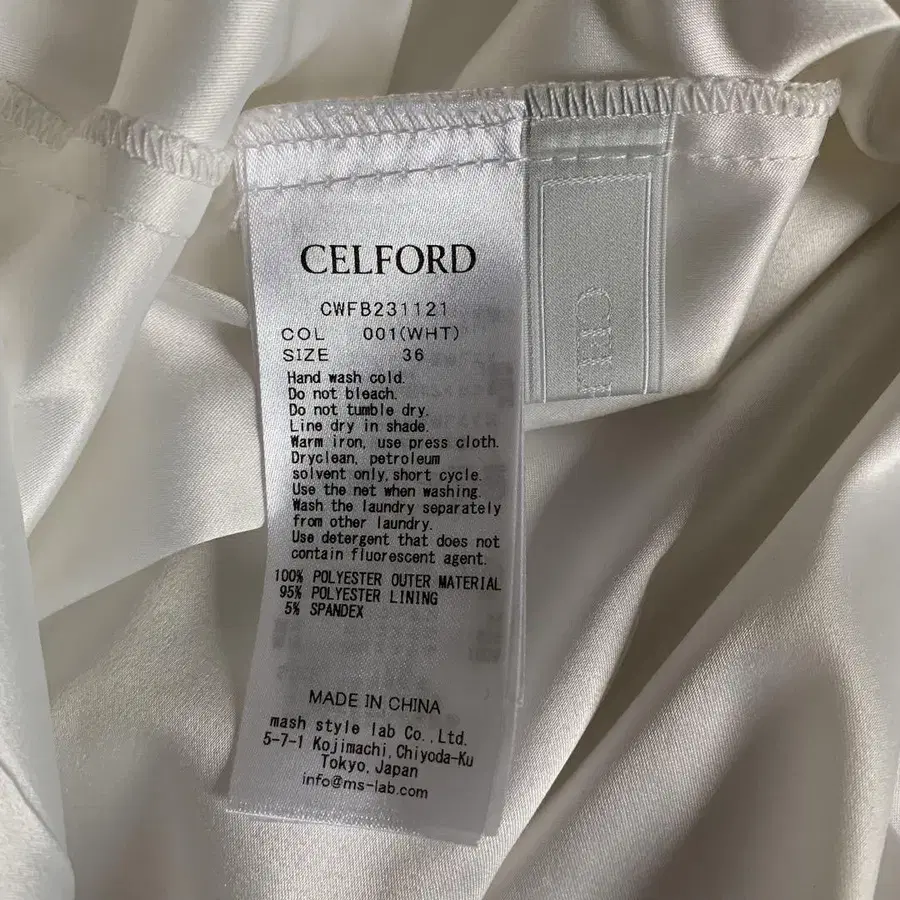 CELFORD
CWFB231121
COL 001(WHT)
SIZE 36
Hand wash cold.
Do not bleach.
Do not tumble dry.
Line dry in shade.
Warm iron, use press cloth.
Dryclean, petroleum
solvent only,short cycle.
Use the net when washing.
Wash the laundry separately
from other laundry.
Use detergent that does not
contain fluorescent agent.
100% POLYESTER OUTER MATERIAL
95% POLYESTER LINING
5% SPANDEX
MADE IN CHINA
mash style lab Co.,Ltd.
5-7-1 Kojimachi,Chiyoda-Ku
Tokyo,Japan
info@ms-lab.com